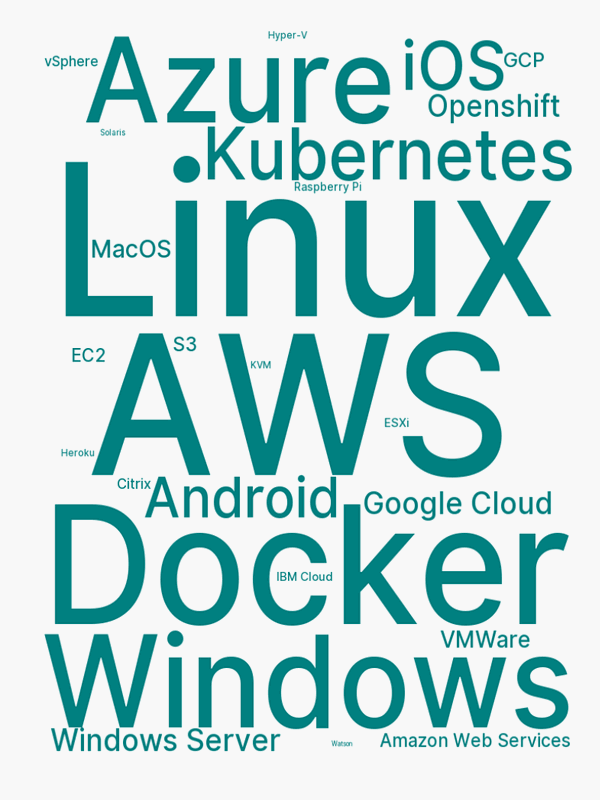 Hyper-V
vSphere
Azure
iOS
GCP
Openshift
Solaris
Kubernetes
Raspberry Pi
Linux
MacOS
AWS
S3
EC2
KVM
ESXi
Heroku
Citrix
Android
Google Cloud
Docker
IBM Cloud
Windows
VMWare
Windows Server
Watson
Amazon Web Services